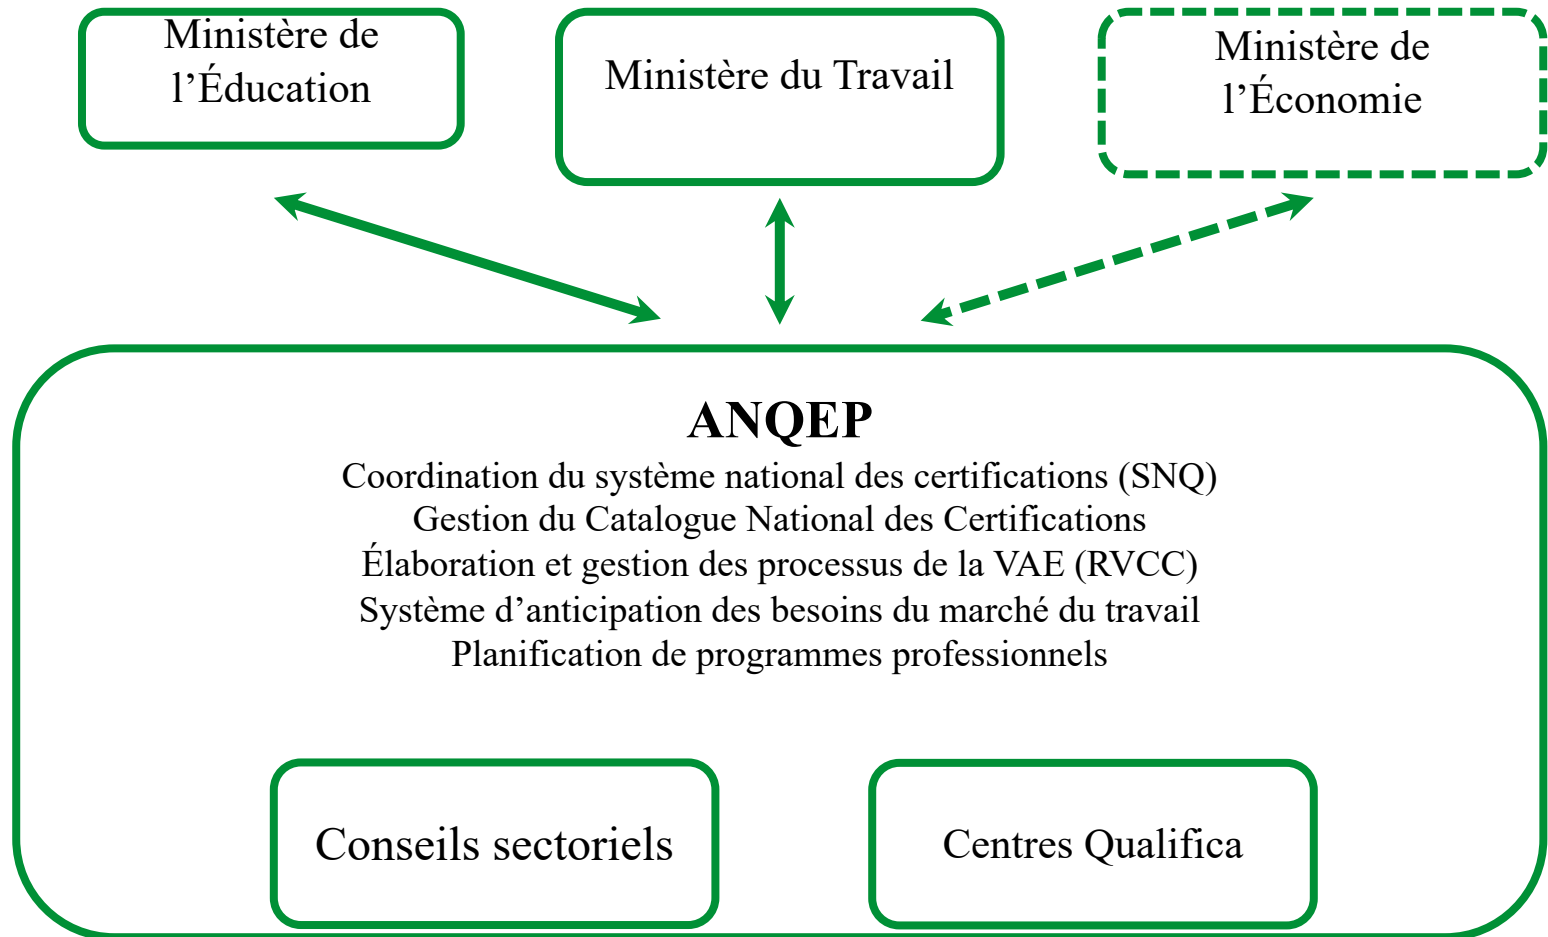 Ministère de
l’Éducation
Ministère du Travail
Ministère de
l’Économie
ANQEP
Coordination du système national des certifications (SNQ)
Gestion du Catalogue National des Certifications
Élaboration et gestion des processus de la VAE (RVCC)
Système d’anticipation des besoins du marché du travail
Planification de programmes professionnels
Conseils sectoriels
Centres Qualifica